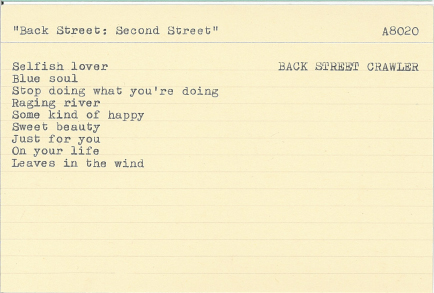 "Back Street: Second Street" A8020
Selfish lover BACK STREET CRAWLER
Blue soul
Stop doing what you're doing
Raging river
Some kind of happy
Sweet beauty
Just for you
On your life
Leaves in the wind